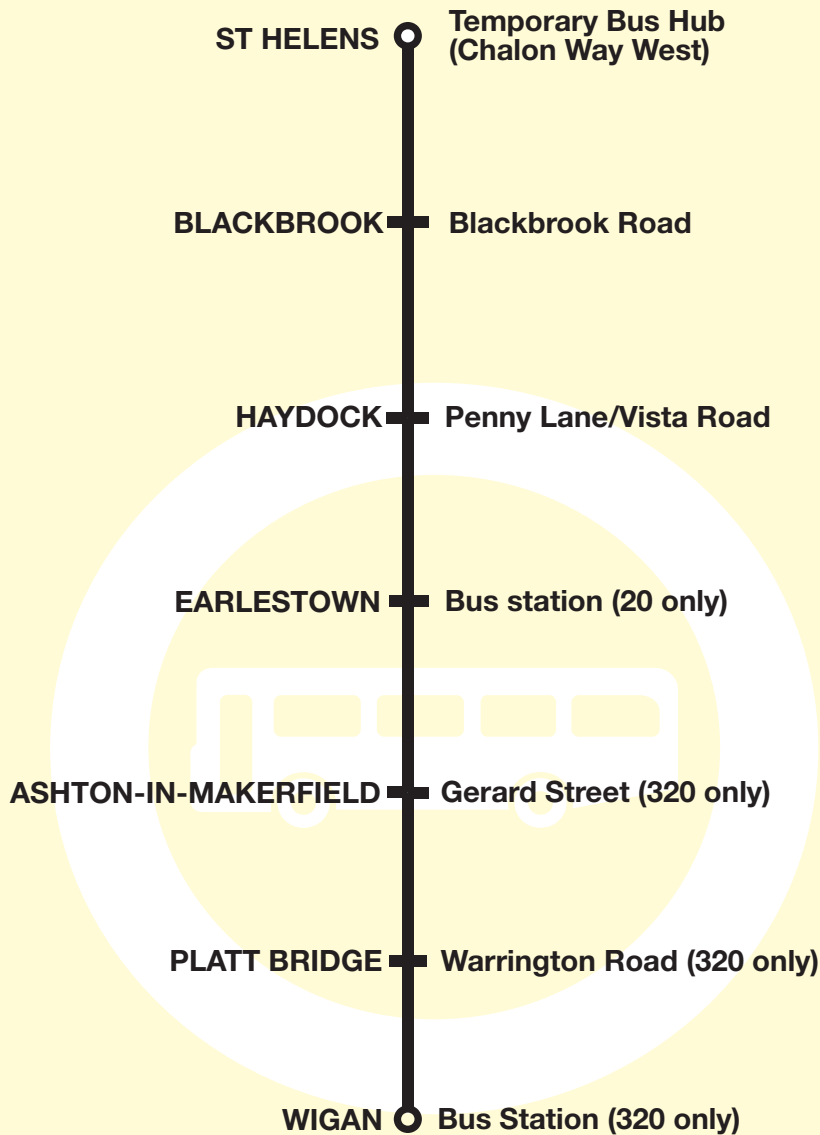 ST HELENS Temporary Bus Hub
(Chalon Way West)
BLACKBROOK Blackbrook Road
HAYDOCK Penny Lane/Vista Road
EARLESTOWN Bus station (20 only)
ASHTON-IN-MAKERFIELD Gerard Street (320 only)
PLATT BRIDGE Warrington Road (320 only)
WIGAN Bus Station (320 only)